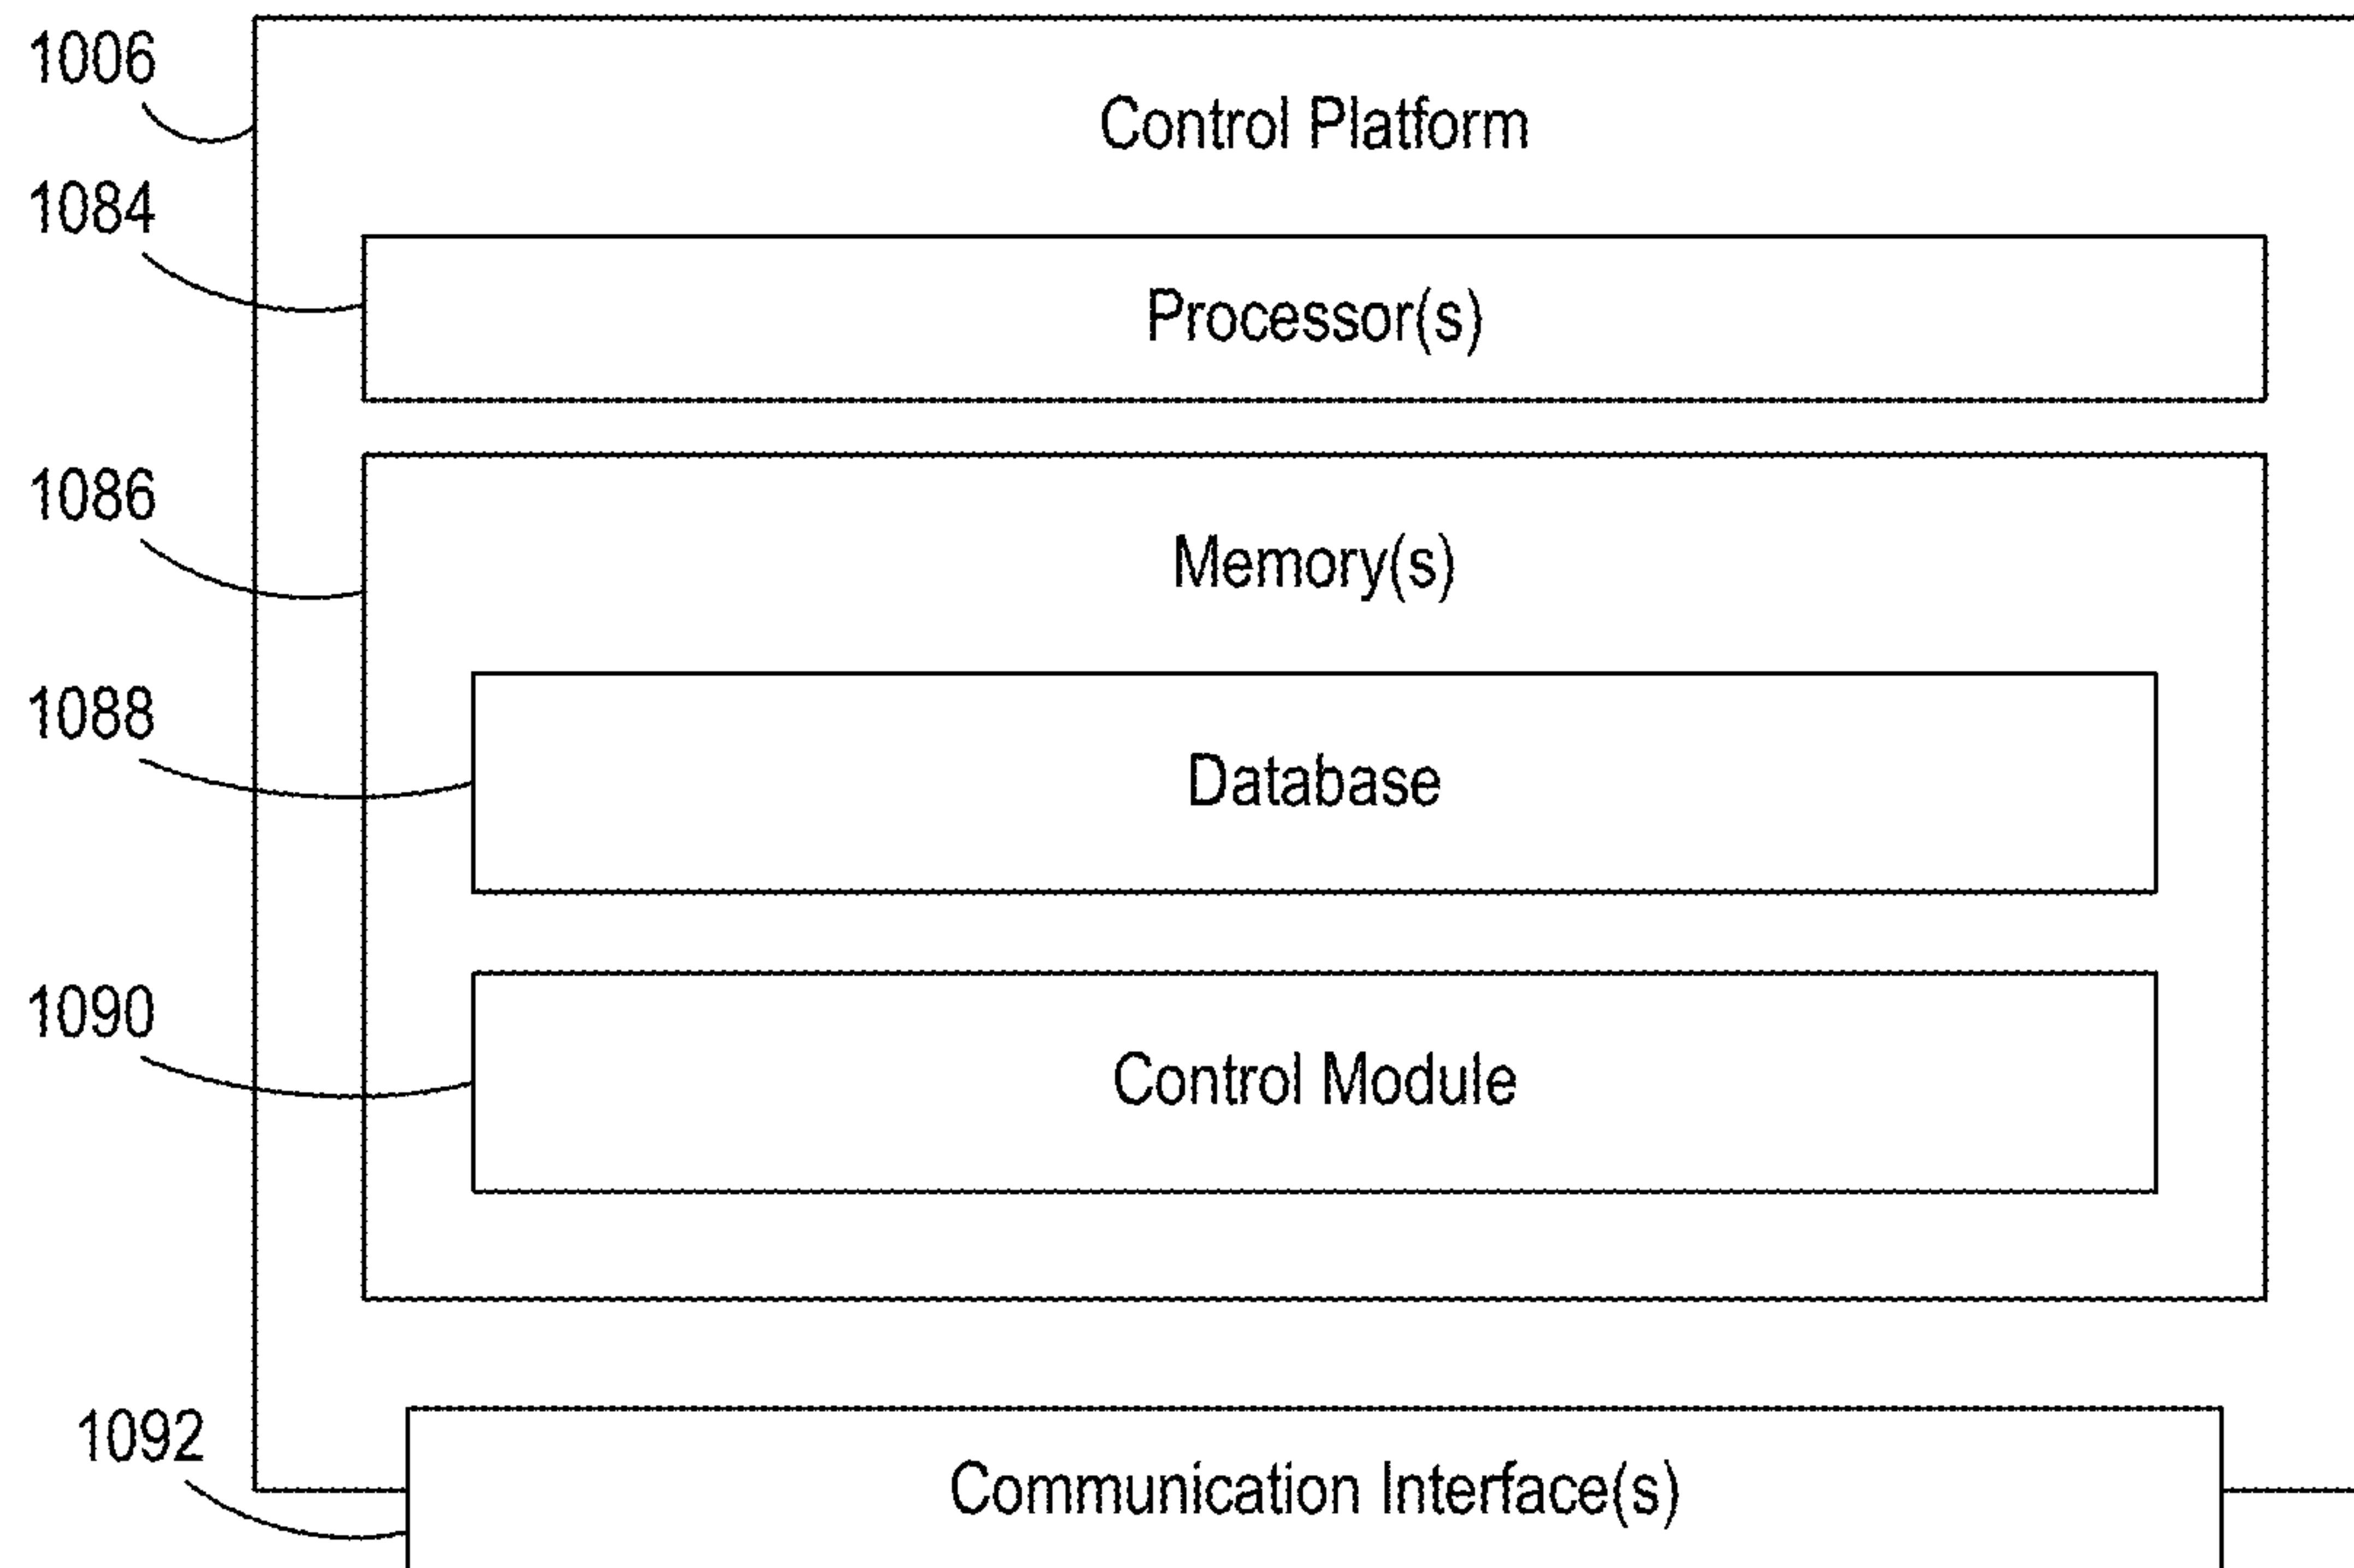 1006
Control Platform
1084
Processor(s)
1086
Memory(s)
1088
Database
1090
Control Module
1092
Communication Interface(s)